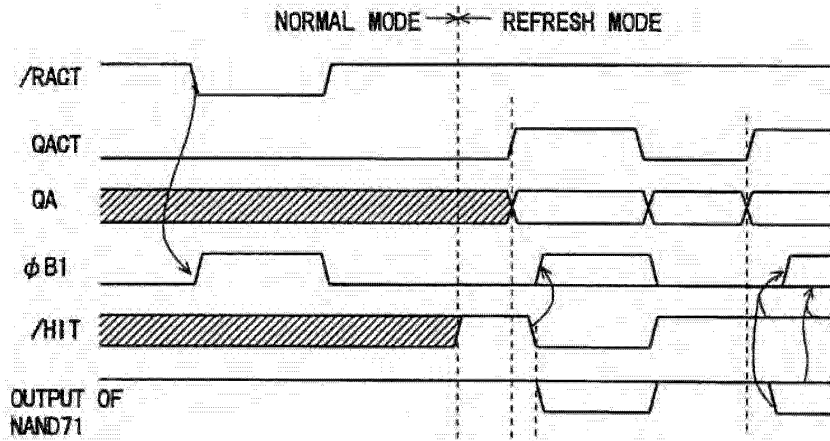 NORMAL MODE REFRESH MODE
/RACT
QACT
QA
φB1
/HIT
OUTPUT OF
NAND71